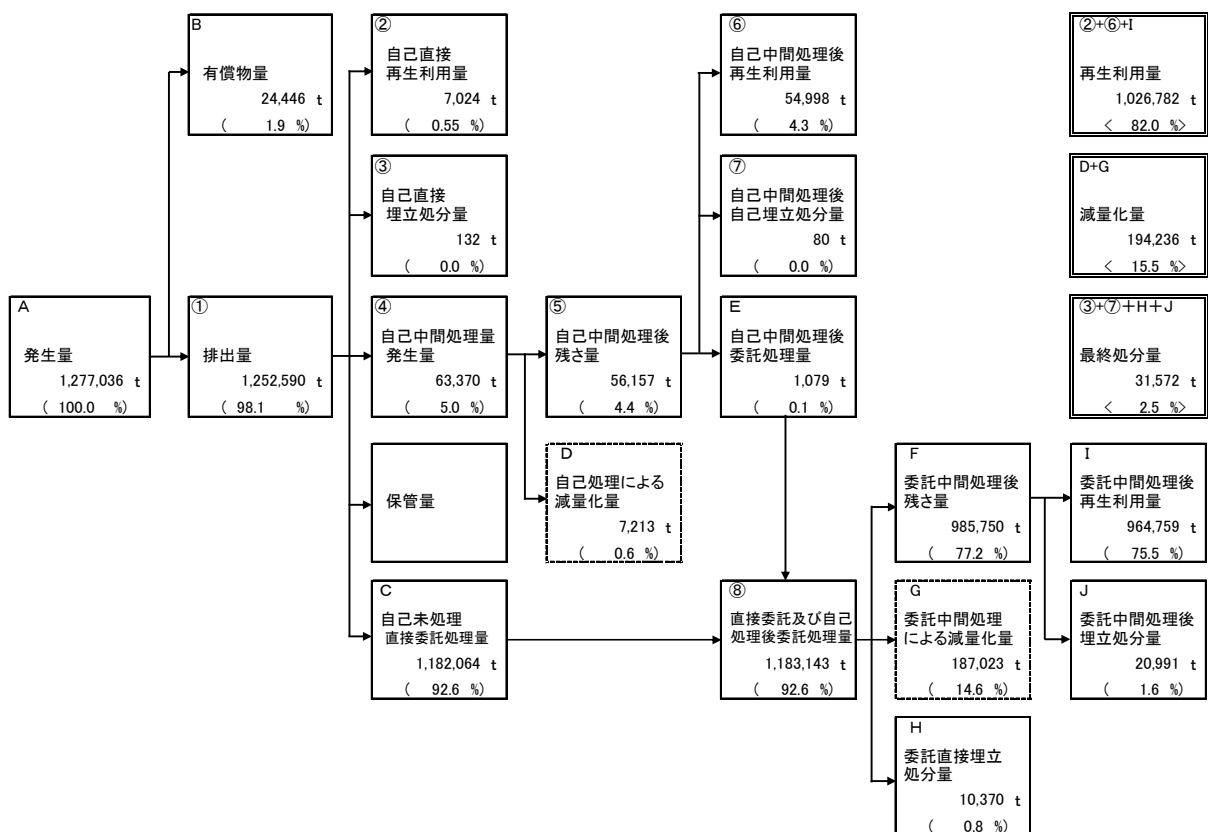 B
有償物量
24,446 t
( 1.9 %)
②
自己直接
再生利用量
7,024 t
( 0.55 %)
⑥
自己中間処理後
再生利用量
54,998 t
( 4.3 %)
②+⑥+I
再生利用量
1,026,782 t
< 82.0 %>
③
自己直接
埋立処分量
132 t
( 0.0 %)
⑦
自己中間処理後
自己埋立処分量
80 t
( 0.0 %)
D+G
減量化量
194,236 t
< 15.5 %>
A
発生量
1,277,036 t
( 100.0 %)
①
排出量
1,252,590 t
( 98.1 %)
④
自己中間処理量
発生量
63,370 t
( 5.0 %)
⑤
自己中間処理後
残さ量
56,157 t
( 4.4 %)
E
自己中間処理後
委託処理量
1,079 t
( 0.1 %)
③+⑦+H+J
最終処分量
31,572 t
< 2.5 %>
保管量
D
自己処理による
減量化量
7,213 t
( 0.6 %)
F
委託中間処理後
残さ量
985,750 t
( 77.2 %)
I
委託中間処理後
再生利用量
964,759 t
( 75.5 %)
C
自己未処理
直接委託処理量
1,182,064 t
( 92.6 %)
⑧
直接委託及び自己
処理後委託処理量
1,183,143 t
( 92.6 %)
G
委託中間処理
による減量化量
187,023 t
( 14.6 %)
J
委託中間処理後
埋立処分量
20,991 t
( 1.6 %)
H
委託直接埋立
処分量
10,370 t
( 0.8 %)